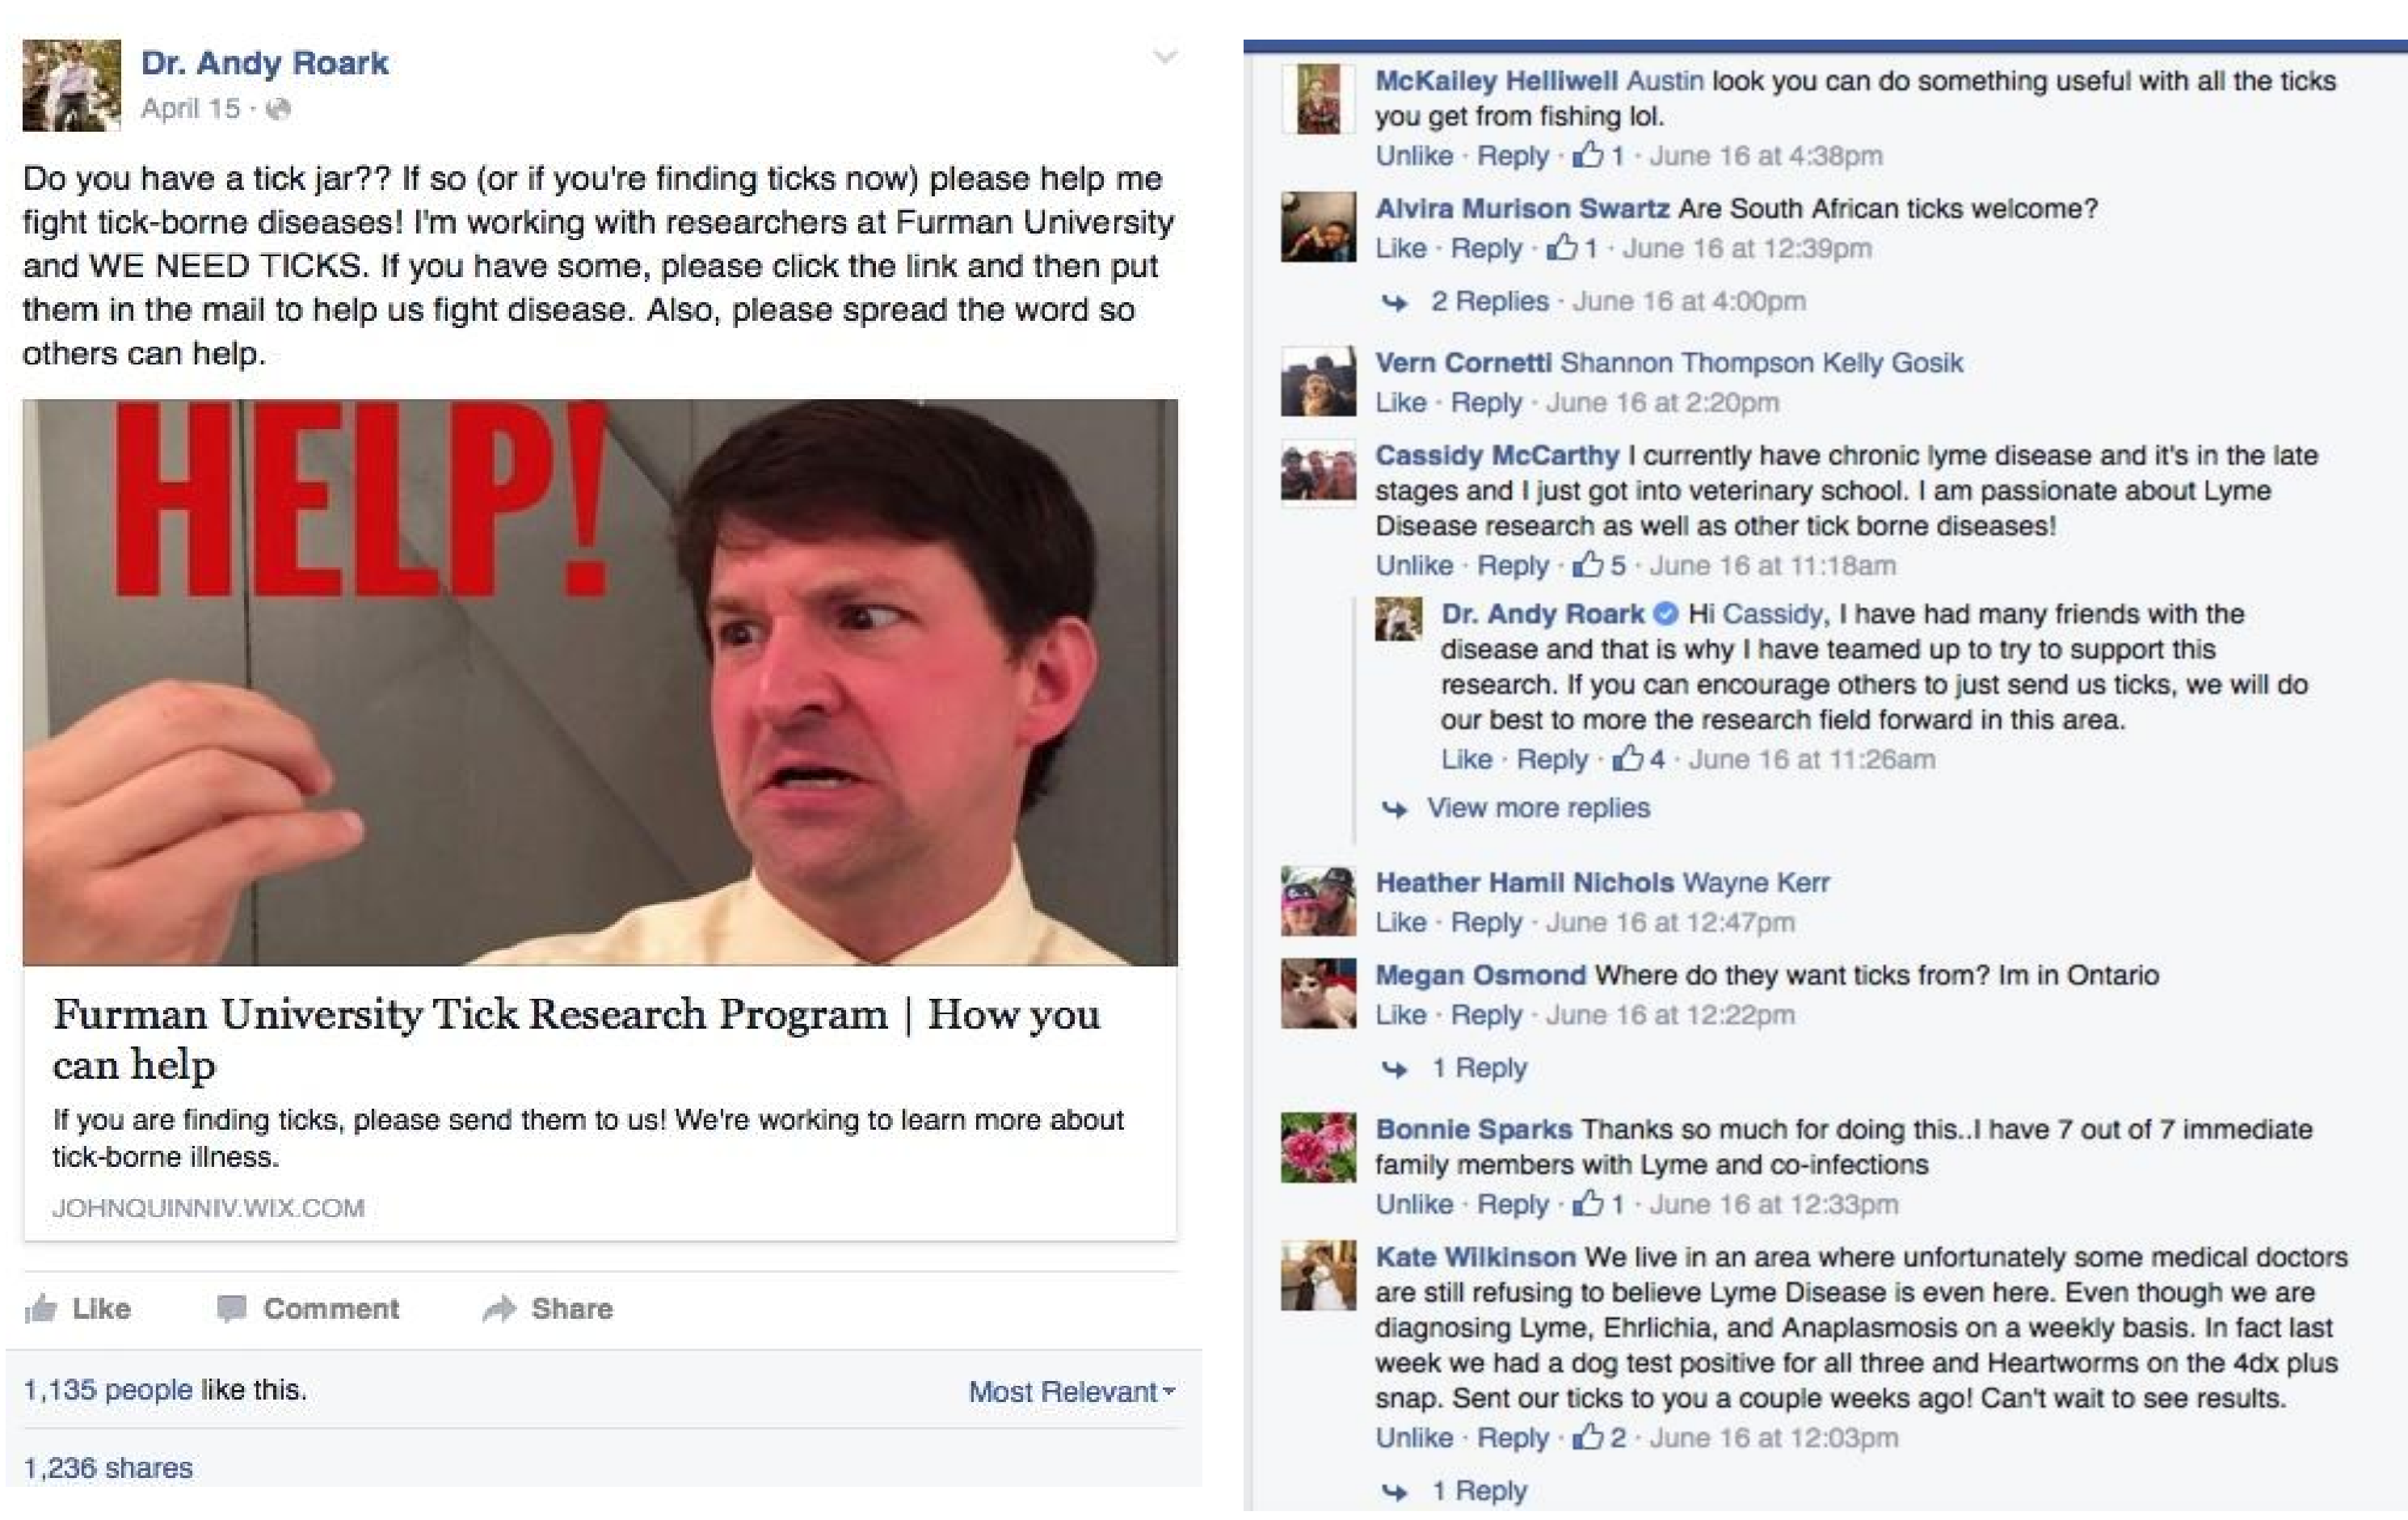 Dr. Andy Roark
April 15 ·
Do you have a tick jar?? If so (or if you're finding ticks now) please help me
fight tick-borne diseases! I'm working with researchers at Furman University
and WE NEED TICKS. If you have some, please click the link and then put
them in the mail to help us fight disease. Also, please spread the word so
others can help.
HELP!
Furman University Tick Research Program | How you
can help
If you are finding ticks, please send them to us! We're working to learn more about
tick-borne illness.
JOHNQUINNIV.WIX.COM
Like Comment Share
1,135 people like this. Most Relevant
1,236 shares
McKailey Helliwell Austin look you can do something useful with all the ticks
you get from fishing lol.
Unlike · Reply · 1 · June 16 at 4:38pm
Alvira Murison Swartz Are South African ticks welcome?
Like · Reply · 1 · June 16 at 12:39pm
2 Replies · June 16 at 4:00pm
Vern Cornetti Shannon Thompson Kelly Gosik
Like · Reply · June 16 at 2:20pm
Cassidy McCarthy I currently have chronic lyme disease and it's in the late
stages and I just got into veterinary school. I am passionate about Lyme
Disease research as well as other tick borne diseases!
Unlike · Reply · 5 · June 16 at 11:18am
Dr. Andy Roark Hi Cassidy, I have had many friends with the
disease and that is why I have teamed up to try to support this
research. If you can encourage others to just send us ticks, we will do
our best to more the research field forward in this area.
Like · Reply · 4 · June 16 at 11:26am
View more replies
Heather Hamil Nichols Wayne Kerr
Like · Reply · June 16 at 12:47pm
Megan Osmond Where do they want ticks from? Im in Ontario
Like · Reply · June 16 at 12:22pm
1 Reply
Bonnie Sparks Thanks so much for doing this..I have 7 out of 7 immediate
family members with Lyme and co-infections
Unlike · Reply · 1 · June 16 at 12:33pm
Kate Wilkinson We live in an area where unfortunately some medical doctors
are still refusing to believe Lyme Disease is even here. Even though we are
diagnosing Lyme, Ehrlichia, and Anaplasmosis on a weekly basis. In fact last
week we had a dog test positive for all three and Heartworms on the 4dx plus
snap. Sent our ticks to you a couple weeks ago! Can't wait to see results.
Unlike · Reply · 2 · June 16 at 12:03pm
1 Reply